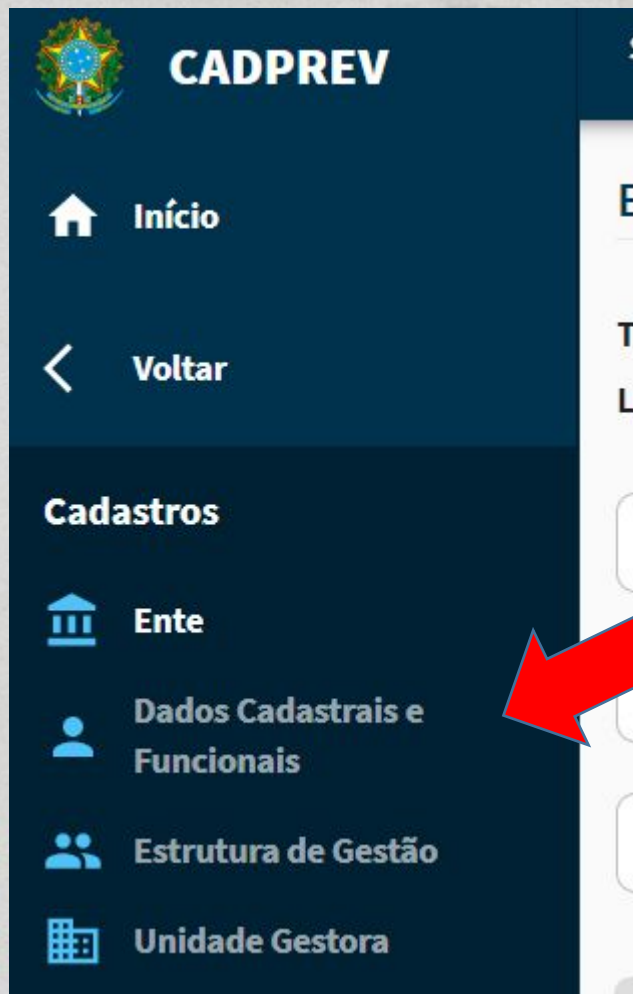 CADPREV
Início
Voltar
Cadastros
Ente
Dados Cadastrais e
Funcionais
Estrutura de Gestão
Unidade Gestora